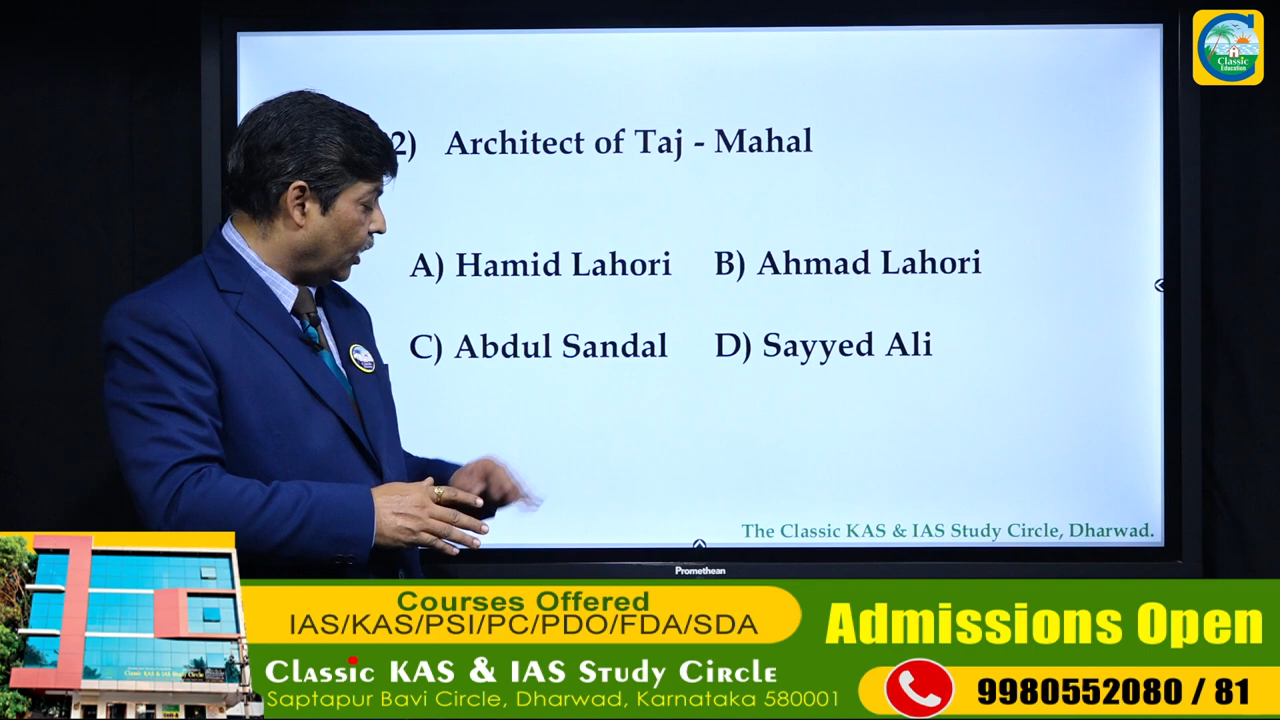 Classic
Education
2) Architect of Taj - Mahal
A) Hamid Lahori B) Ahmad Lahori
C) Abdul Sandal D) Sayyed Ali
The Classic KAS & IAS Study Circle, Dharwad.
Promethean
Courses Offered
IAS/KAS/PSI/PC/PDO/FDA/SDA
Admissions Open
Classic KAS & IAS Study Circle
Saptapur Bavi Circle, Dharwad, Karnataka 580001
9980552080 / 81